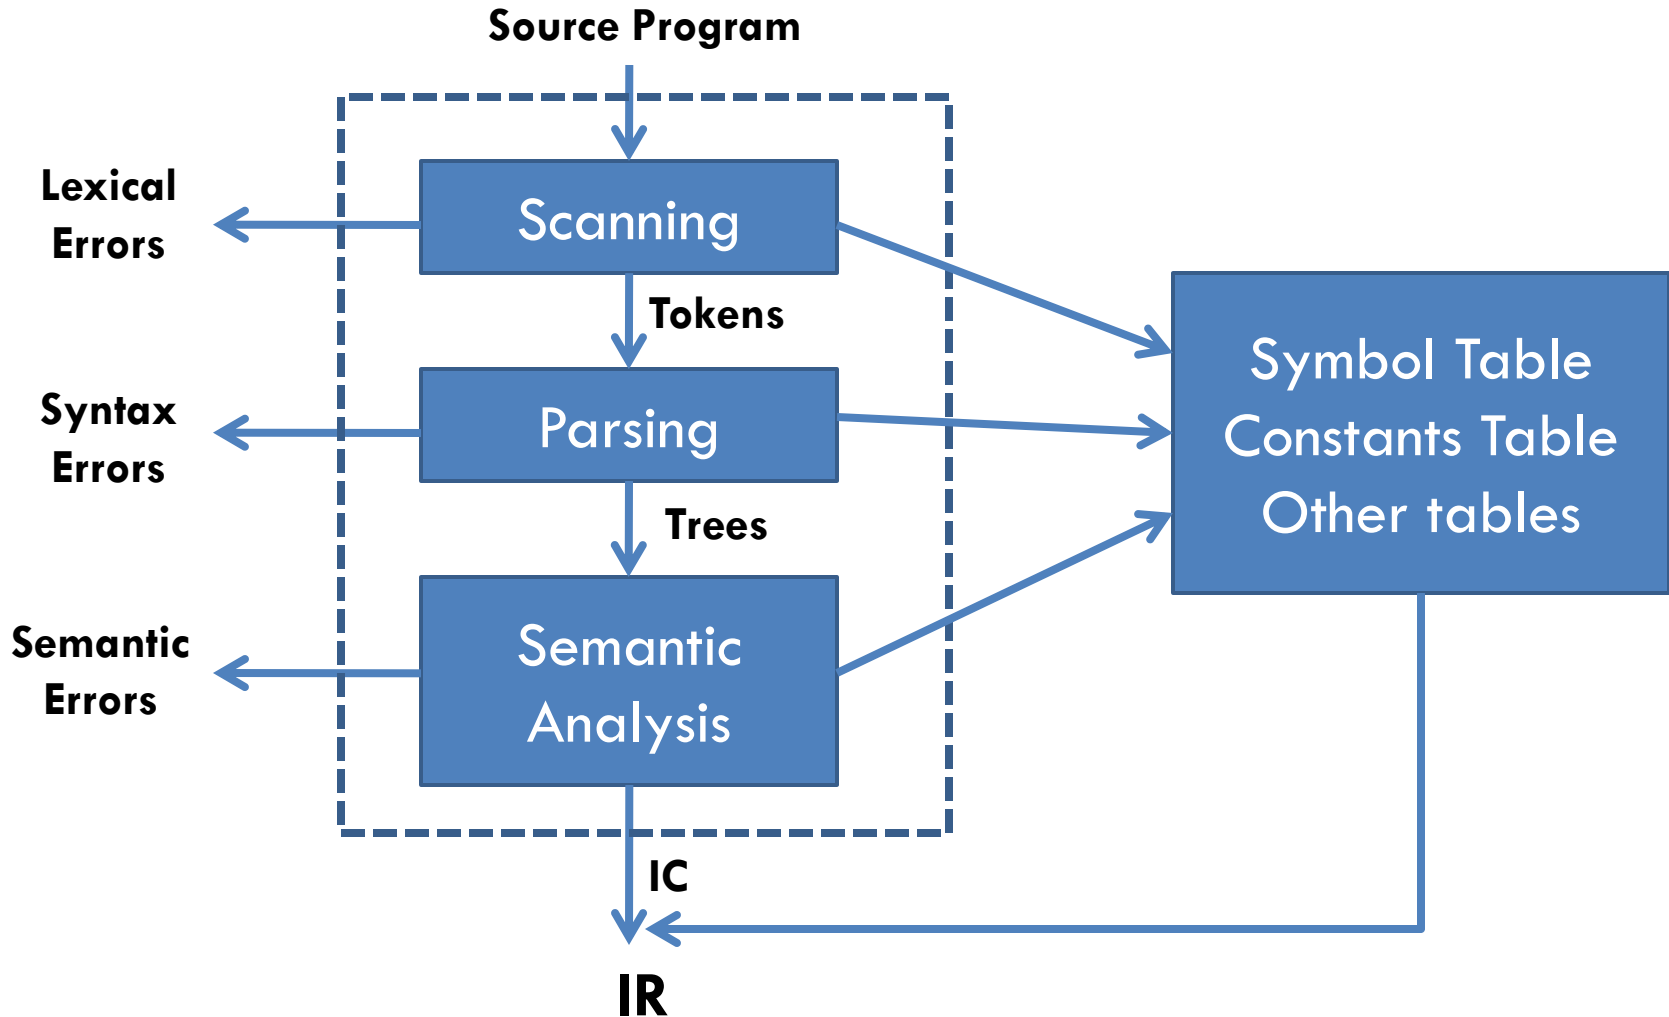 Source Program
Lexical
Errors
Scanning
Tokens
Syntax
Errors
Parsing
Trees
Semantic
Errors
Semantic
Analysis
Symbol Table
Constants Table
Other tables
IC
IR